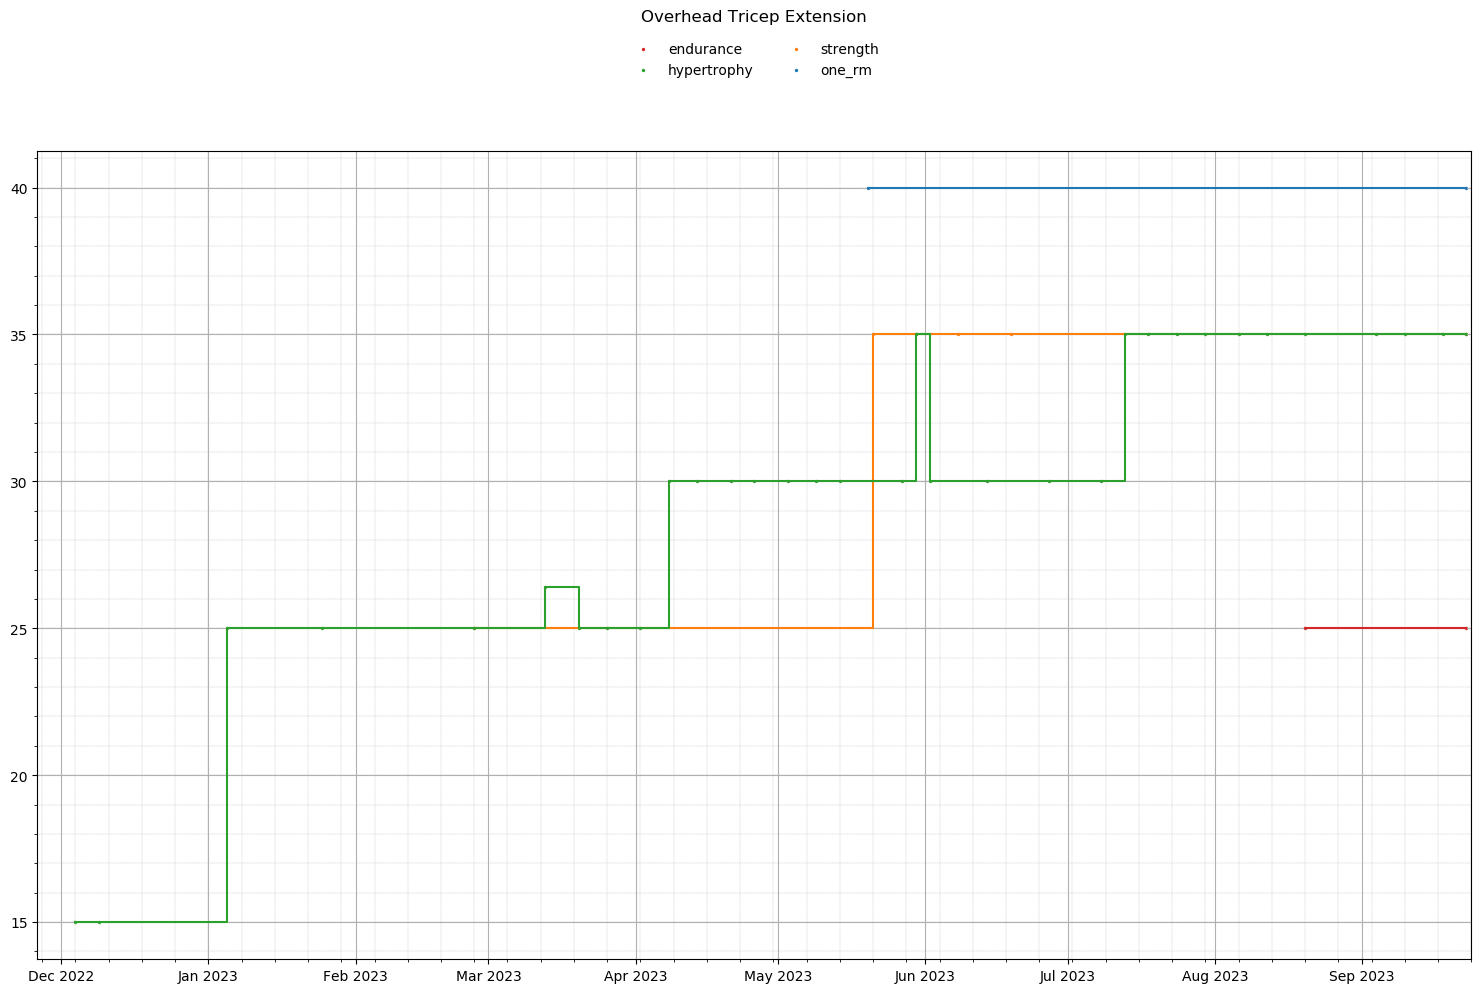 Overhead Tricep Extension
endurance strength
hypertrophy one_rm
40
35
30
25
20
15
Dec 2022 Jan 2023 Feb 2023 Mar 2023 Apr 2023 May 2023 Jun 2023 Jul 2023 Aug 2023 Sep 2023